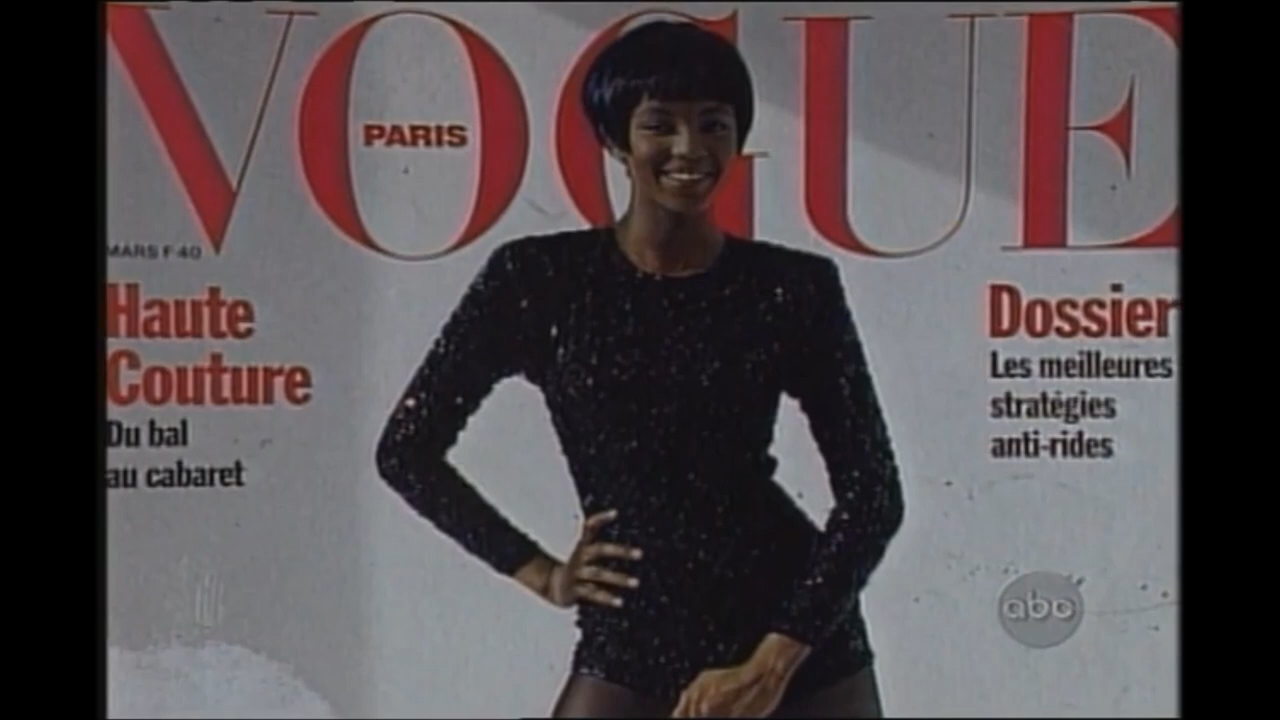 VOGUE
PARIS
MARS F·40
Haute
Couture
Du bal
au cabaret
Dossier
Les meilleures
stratégies
anti-rides
abc